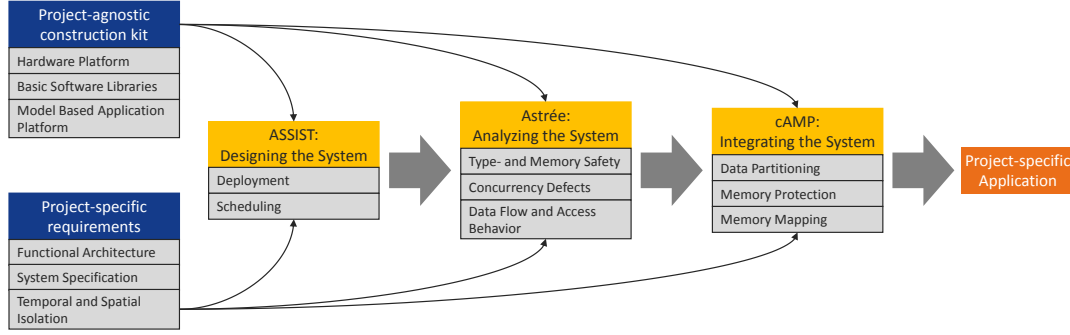 Project-agnostic
construction kit
Hardware Platform
Basic Software Libraries
Model Based Application
Platform
Project-specific
requirements
Functional Architecture
System Specification
Temporal and Spatial
Isolation
ASSIST:
Designing the System
Deployment
Scheduling
Astrée:
Analyzing the System
Type- and Memory Safety
Concurrency Defects
Data Flow and Access
Behavior
cAMP:
Integrating the System
Data Partitioning
Memory Protection
Memory Mapping
Project-specific
Application